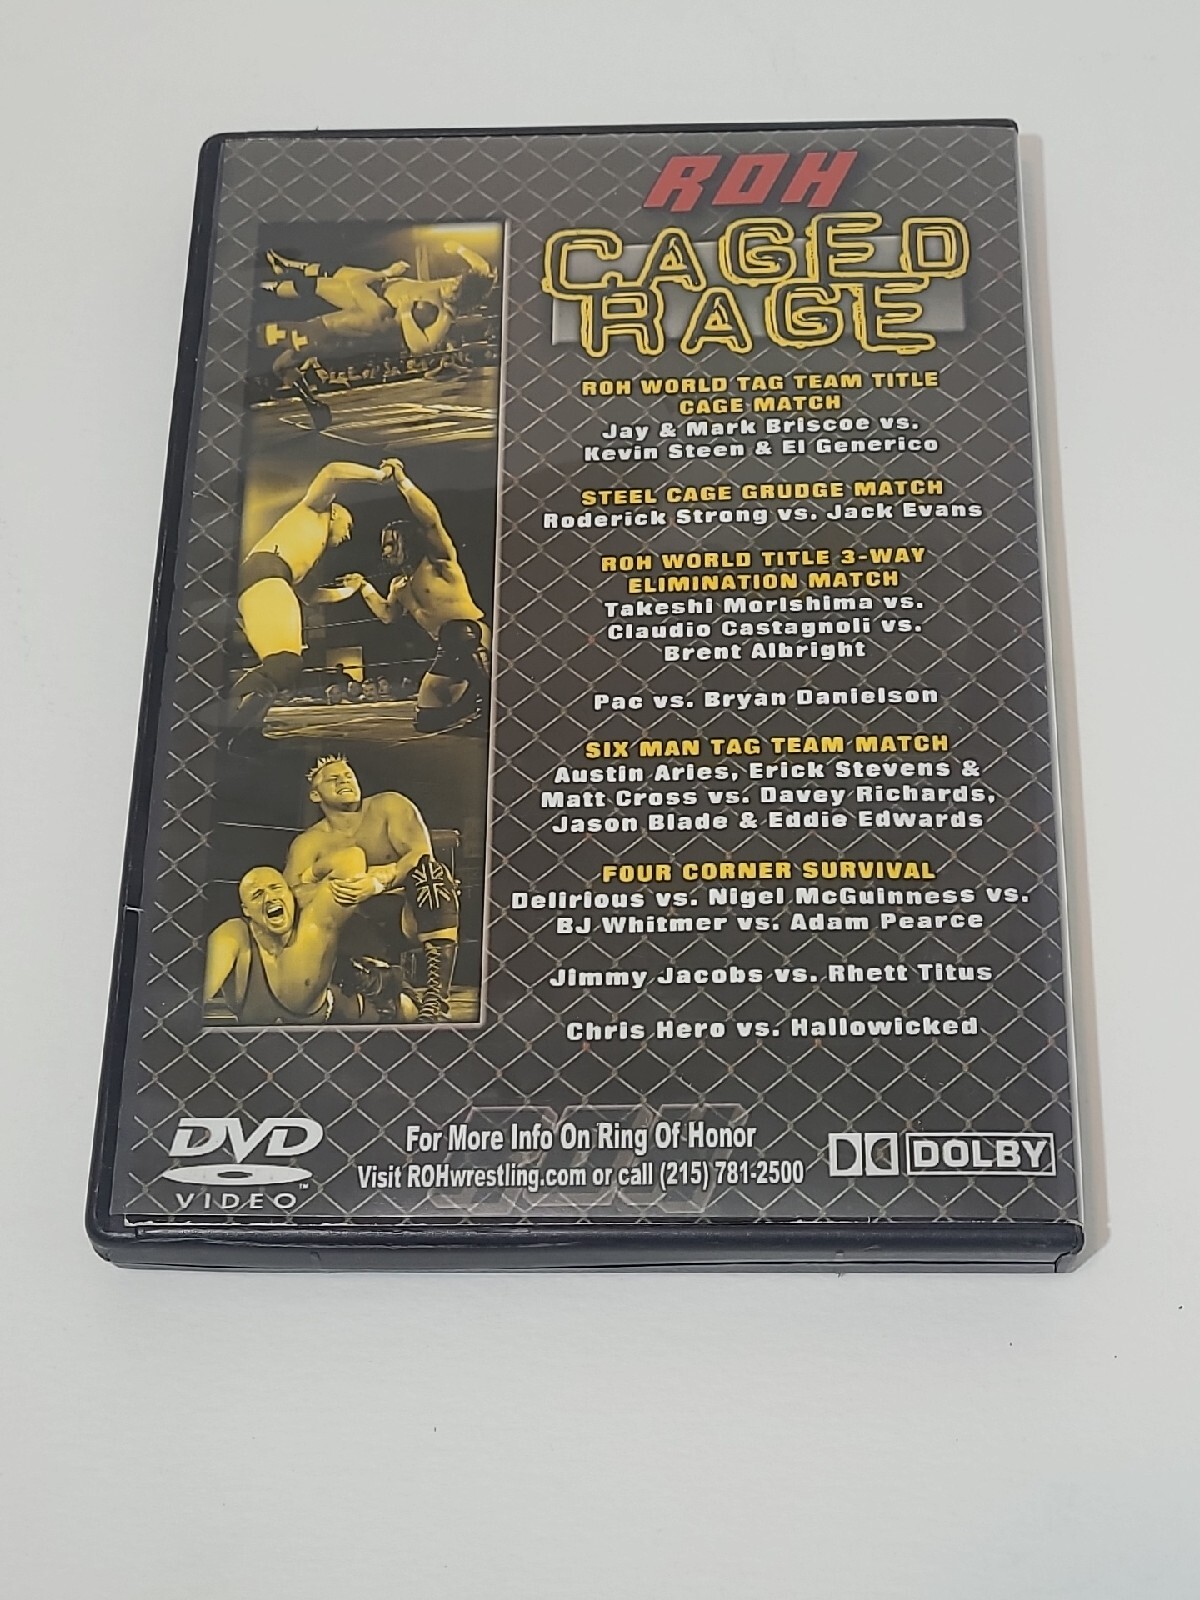 ROH
CAGED
RAGE
ROH WORLD TAG TEAM TITLE
CAGE MATCH
Jay & Mark Briscoe vs.
Kevin Steen & El Generico
STEEL CAGE GRUDGE MATCH
Roderick Strong vs. Jack Evans
ROH WORLD TITLE 3-WAY
ELIMINATION MATCH
Takeshi Morishima vs.
Claudio Castagnoli vs.
Brent Albright
Pac vs. Bryan Danielson
SIX MAN TAG TEAM MATCH
Austin Aries, Erick Stevens &
Matt Cross vs. Davey Richards,
Jason Blade & Eddie Edwards
FOUR CORNER SURVIVAL
Delirious vs. Nigel McGuinness vs.
BJ Whitmer vs. Adam Pearce
Jimmy Jacobs vs. Rhett Titus
Chris Hero vs. Hallowicked
DVD
VIDEO™
ROH
For More Info On Ring Of Honor
Visit ROHwrestling.com or call (215) 781-2500
DOLBY